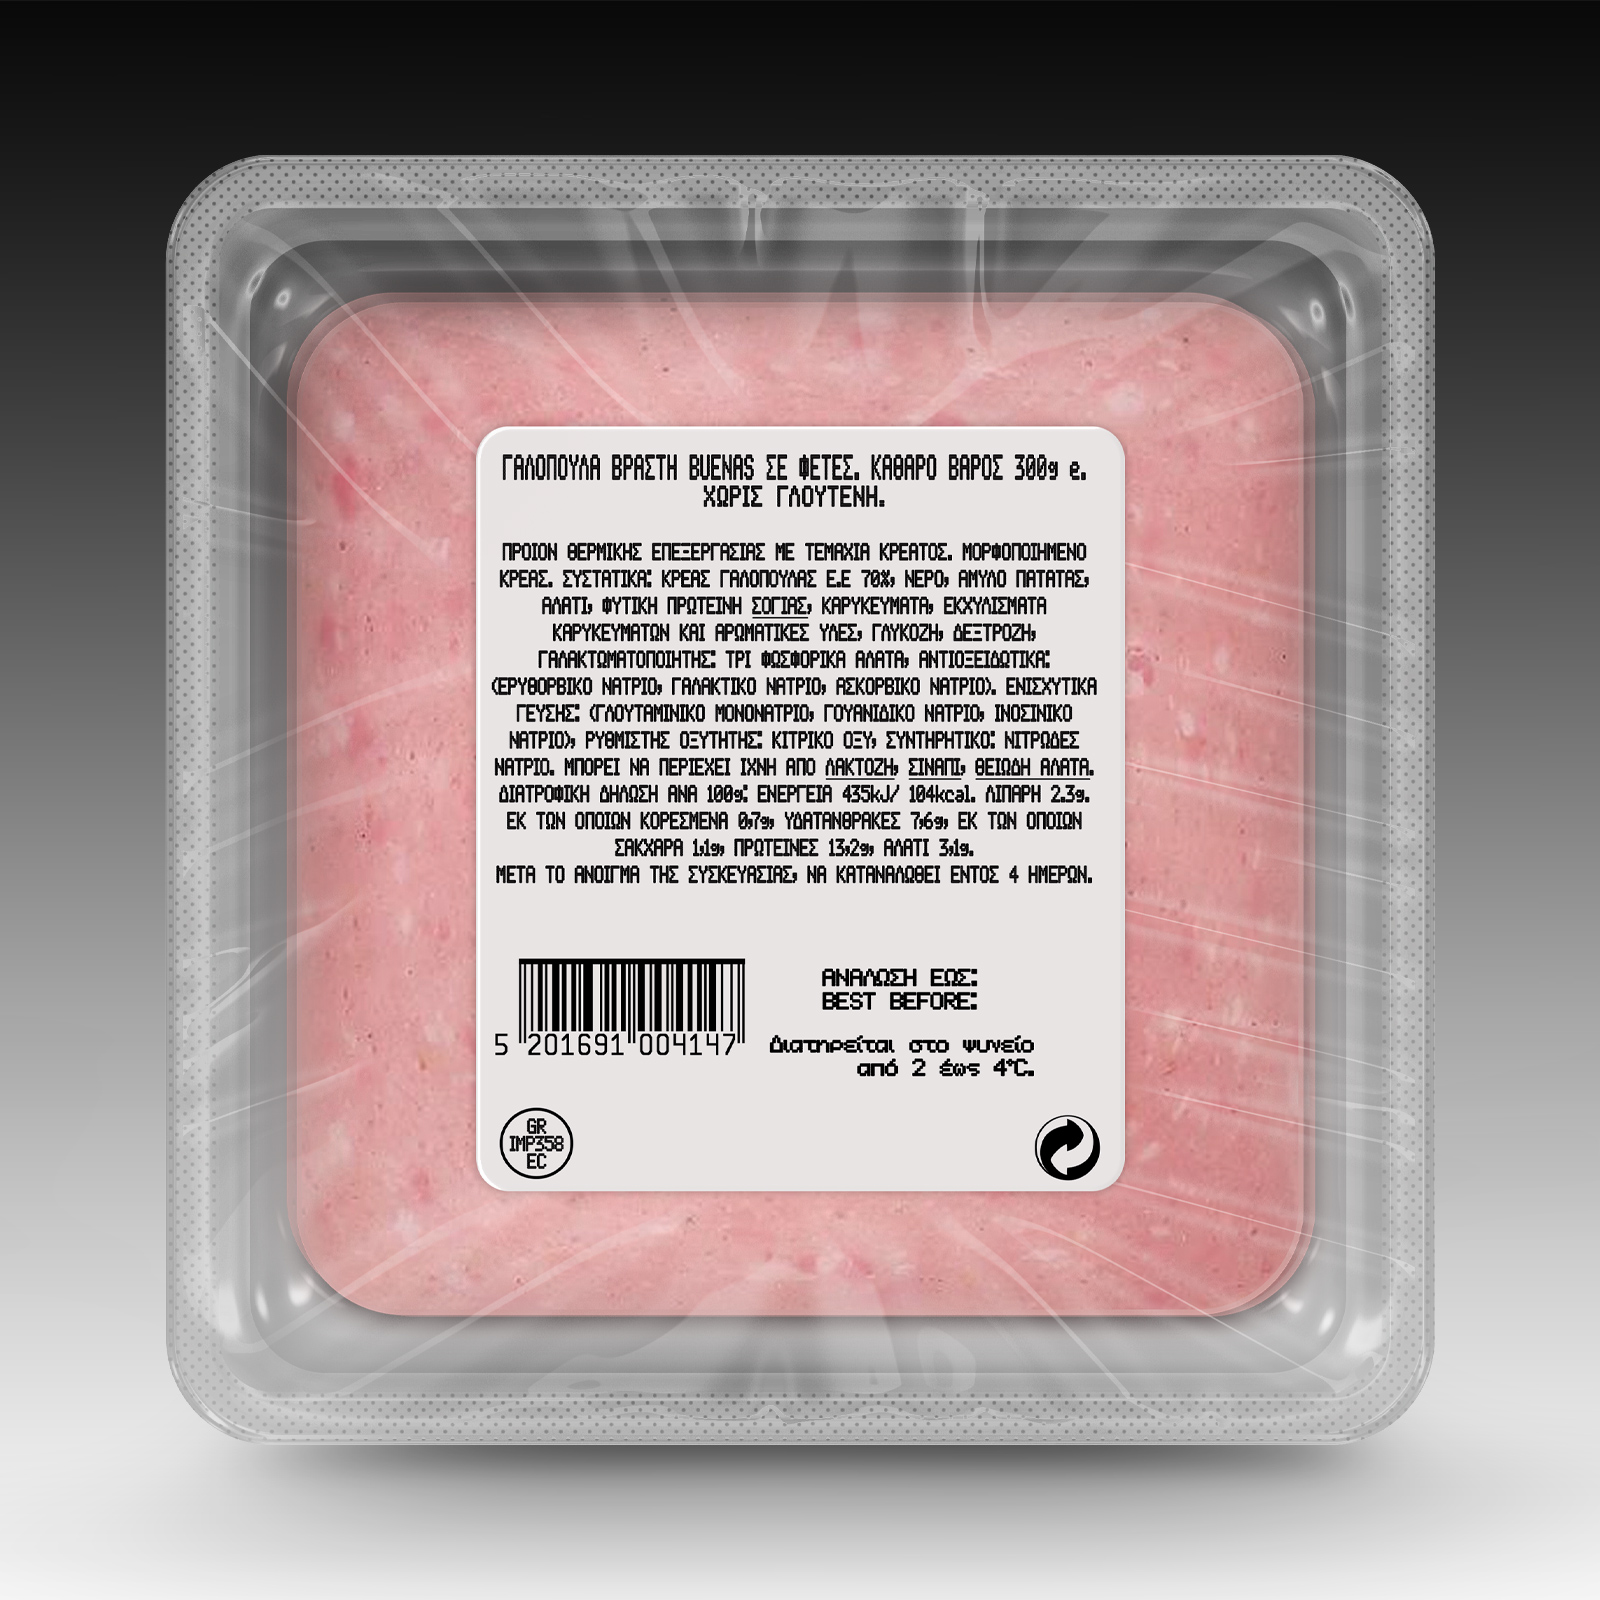 ΓΑΛΟΠΟΥΛΑ ΒΡΑΣΤΗ BUENAS ΣΕ ΦΕΤΕΣ. ΚΑΘΑΡΟ ΒΑΡΟΣ 300g e.
ΧΩΡΙΣ ΓΛΟΥΤΕΝΗ.
ΠΡΟΙΟΝ ΘΕΡΜΙΚΗΣ ΕΠΕΞΕΡΓΑΣΙΑΣ ΜΕ ΤΕΜΑΧΙΑ ΚΡΕΑΤΟΣ. ΜΟΡΦΟΠΟΙΗΜΕΝΟ
ΚΡΕΑΣ. ΣΥΣΤΑΤΙΚΑ: ΚΡΕΑΣ ΓΑΛΟΠΟΥΛΑΣ Ε.Ε 70%, ΝΕΡΟ, ΑΜΥΛΟ ΠΑΤΑΤΑΣ,
ΑΛΑΤΙ, ΦΥΤΙΚΗ ΠΡΩΤΕΙΝΗ ΣΟΓΙΑΣ, ΚΑΡΥΚΕΥΜΑΤΑ, ΕΚΧΥΛΙΣΜΑΤΑ
ΚΑΡΥΚΕΥΜΑΤΩΝ ΚΑΙ ΑΡΩΜΑΤΙΚΕΣ ΥΛΕΣ, ΓΛΥΚΟΖΗ, ΔΕΞΤΡΟΖΗ,
ΓΑΛΑΚΤΩΜΑΤΟΠΟΙΗΤΗΣ: ΤΡΙ ΦΩΣΦΟΡΙΚΑ ΑΛΑΤΑ, ΑΝΤΙΟΞΕΙΔΩΤΙΚΑ:
(ΕΡΥΘΟΡΒΙΚΟ ΝΑΤΡΙΟ, ΓΑΛΑΚΤΙΚΟ ΝΑΤΡΙΟ, ΑΣΚΟΡΒΙΚΟ ΝΑΤΡΙΟ). ΕΝΙΣΧΥΤΙΚΑ
ΓΕΥΣΗΣ: (ΓΛΟΥΤΑΜΙΝΙΚΟ ΜΟΝΟΝΑΤΡΙΟ, ΓΟΥΑΝΙΔΙΚΟ ΝΑΤΡΙΟ, ΙΝΟΣΙΝΙΚΟ
ΝΑΤΡΙΟ), ΡΥΘΜΙΣΤΗΣ ΟΞΥΤΗΤΗΣ: ΚΙΤΡΙΚΟ ΟΞΥ, ΣΥΝΤΗΡΗΤΙΚΟ: ΝΙΤΡΩΔΕΣ
ΝΑΤΡΙΟ. ΜΠΟΡΕΙ ΝΑ ΠΕΡΙΕΧΕΙ ΙΧΝΗ ΑΠΟ ΛΑΚΤΟΖΗ, ΣΙΝΑΠΙ, ΘΕΙΩΔΗ ΑΛΑΤΑ.
ΔΙΑΤΡΟΦΙΚΗ ΔΗΛΩΣΗ ΑΝΑ 100g: ΕΝΕΡΓΕΙΑ 435kJ/ 104kcal. ΛΙΠΑΡΗ 2.3g.
ΕΚ ΤΩΝ ΟΠΟΙΩΝ ΚΟΡΕΣΜΕΝΑ 0,7g, ΥΔΑΤΑΝΘΡΑΚΕΣ 7,6g, ΕΚ ΤΩΝ ΟΠΟΙΩΝ
ΣΑΚΧΑΡΑ 1,1g, ΠΡΩΤΕΙΝΕΣ 13,2g, ΑΛΑΤΙ 3,1g.
ΜΕΤΑ ΤΟ ΑΝΟΙΓΜΑ ΤΗΣ ΣΥΣΚΕΥΑΣΙΑΣ, ΝΑ ΚΑΤΑΝΑΛΩΘΕΙ ΕΝΤΟΣ 4 ΗΜΕΡΩΝ.
5 201691 004147
ΑΝΑΛΩΣΗ ΕΩΣ:
BEST BEFORE:
Διατηρείται στο ψυγείο
από 2 έως 4°C.
GR
IMP358
EC